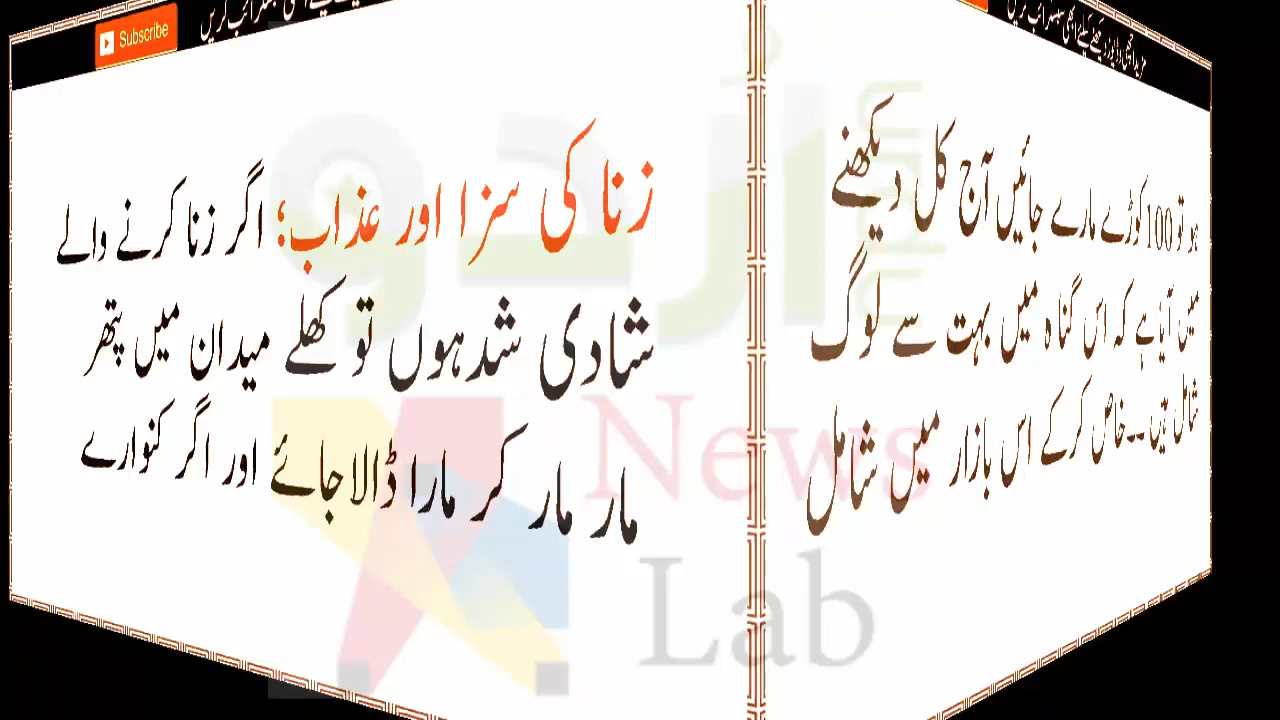 Subscribe
زنا کی سزا اور عذاب؛ اگر زنا کرنے والے
شادی شدہوں تو کھلے میدان میں پتھر
مار مار کر مارا ڈالا جائے اور اگر کنوارے
ہو تو 100 کوڑے مارے جائیں آج کل دیکھنے
میں آیا ہے کہ اس گناہ میں بہت سے لوگ
شامل ہیں ۔۔ خاص کر کے اس بازار میں شامل
اُردو
News
Lab